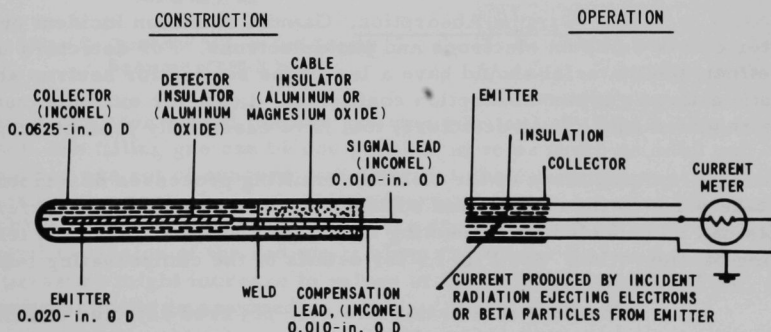 CONSTRUCTION
OPERATION
COLLECTOR
(INCONEL)
0.0625-in. O D
DETECTOR
INSULATOR
(ALUMINUM
OXIDE)
CABLE
INSULATOR
(ALUMINUM OR
MAGNESIUM OXIDE)
SIGNAL LEAD
(INCONEL)
0.010-in. O D
EMITTER
0.020-in. O D
WELD
COMPENSATION
LEAD, (INCONEL)
0.010-in. O D
EMITTER
INSULATION
COLLECTOR
CURRENT
METER
CURRENT PRODUCED BY INCIDENT
RADIATION EJECTING ELECTRONS
OR BETA PARTICLES FROM EMITTER